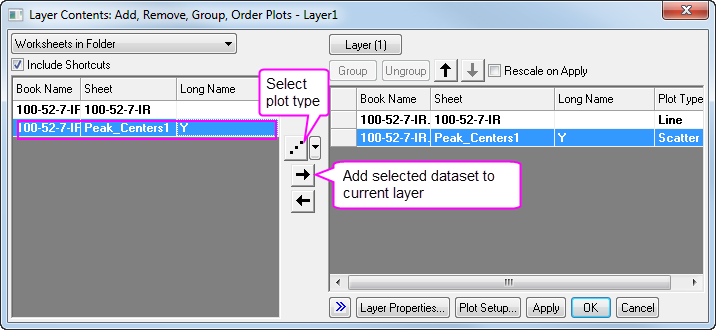 Layer Contents: Add, Remove, Group, Order Plots - Layer1
Worksheets in Folder
Include Shortcuts
Book Name Sheet Long Name
100-52-7-IF 100-52-7-IR
100-52-7-IF Peak_Centers1 Y
Select
plot type
Add selected dataset to
current layer
Layer (1)
Group Ungroup Rescale on Apply
Book Name Sheet Long Name Plot Type
100-52-7-IR. 100-52-7-IR Line
100-52-7-IR. Peak_Centers1 Y Scatter
Layer Properties... Plot Setup... Apply OK Cancel